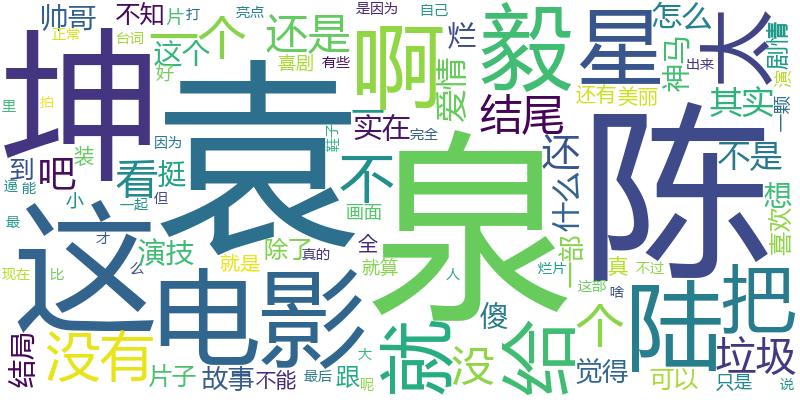 帅哥
不知
片
打
亮点
是因为
自己
怎么
正常
台词
一个
还是
啊
烂
毅
星
大
神马
剧情
坤
这个
喜剧
有些
好
爱情
出来
演
里
拍
袁
实在
鞋子
结尾
还有
美丽
其实
一颗
到
吧
装
因为
完全
看
挺
不
泉
还
什么
陈
不是
逼
能
小
一起
但
画面
想
喜欢
最
这
才
演技
除了
真的
全
一部
现在
比
么
就是
就算
人
烂片
真
不过
这部
啥
电影
就
给
傻
个
陆
把
结局
没有
片子
故事
不能
最后
跟
大
呢
没
觉得
可以
垃圾
只是
说